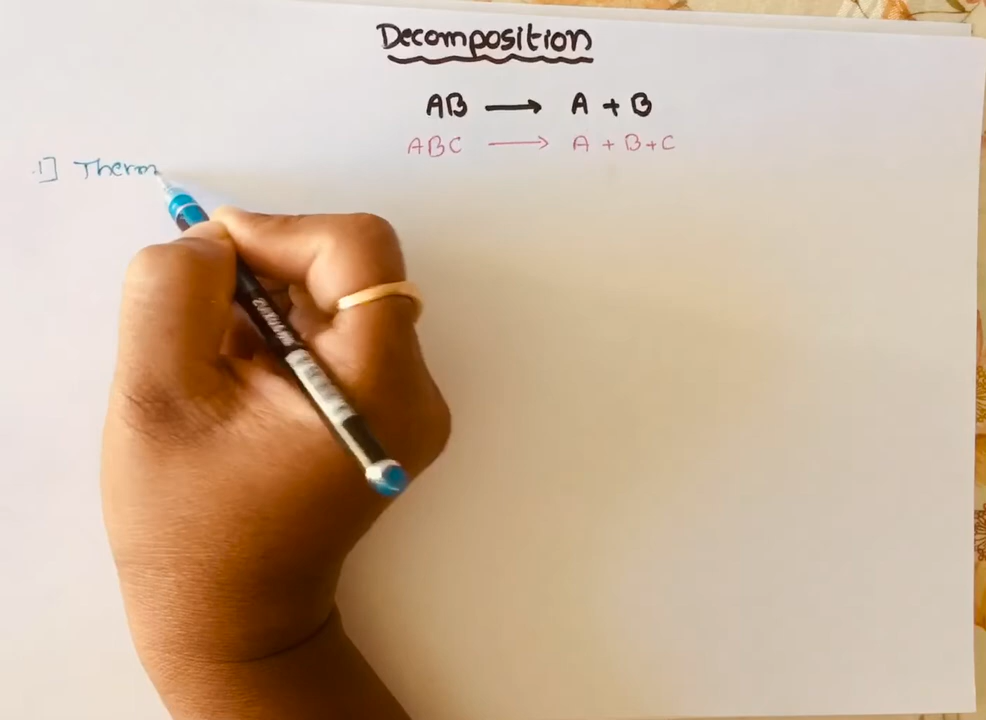 Decomposition
AB ⟶ A + B
ABC ⟶ A + B + C
1] Therm